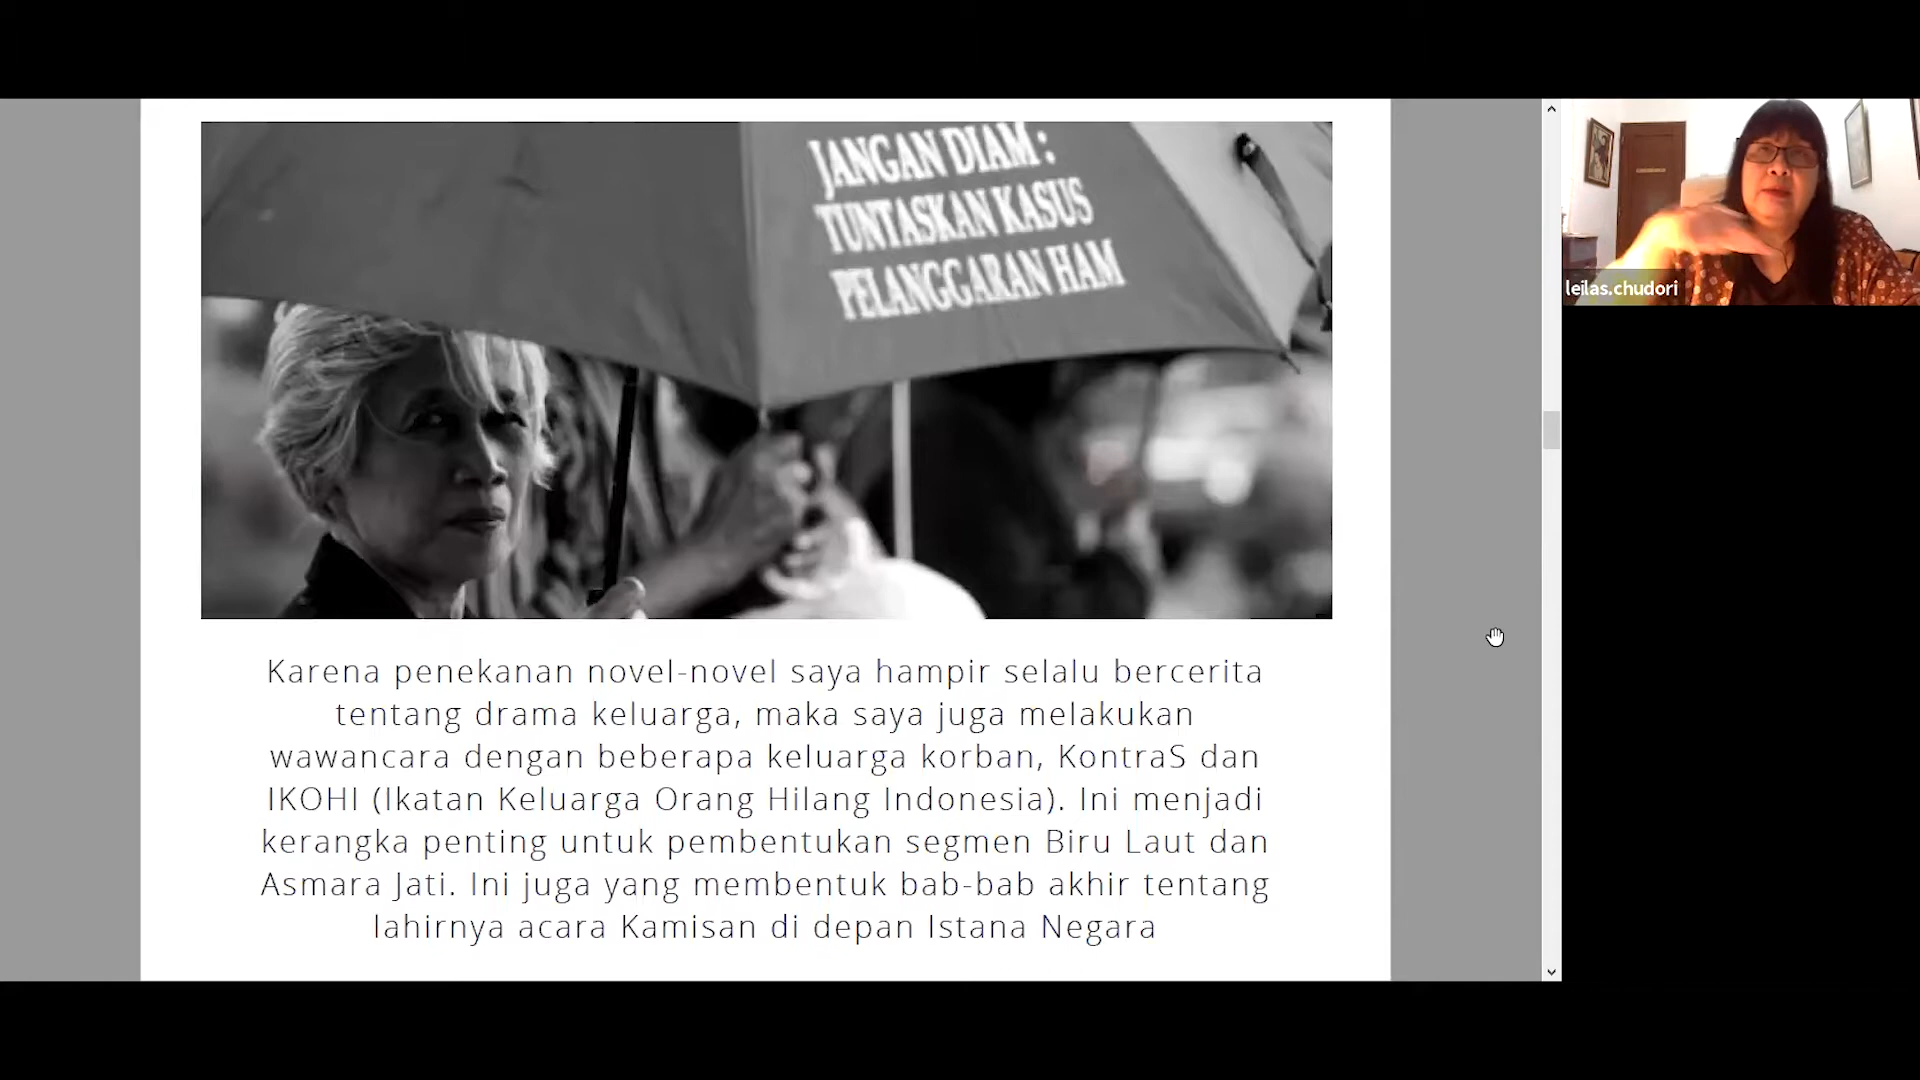 JANGAN DIAM :
TUNTASKAN KASUS
PELANGGARAN HAM
leilas.chudori
Karena penekanan novel-novel saya hampir selalu bercerita
tentang drama keluarga, maka saya juga melakukan
wawancara dengan beberapa keluarga korban, KontraS dan
IKOHI (Ikatan Keluarga Orang Hilang Indonesia). Ini menjadi
kerangka penting untuk pembentukan segmen Biru Laut dan
Asmara Jati. Ini juga yang membentuk bab-bab akhir tentang
lahirnya acara Kamisan di depan Istana Negara